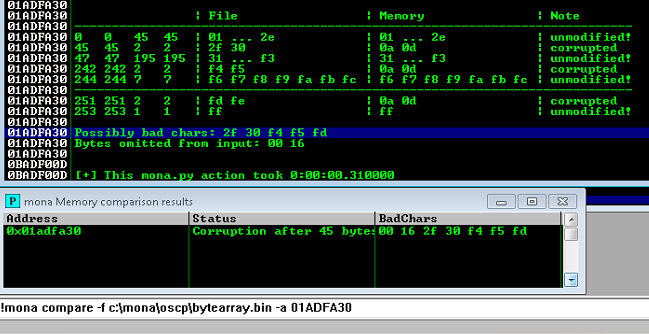 01ADFA30
01ADFA30 | File | Memory | Note
01ADFA30 ----------------------------------------------------------------
01ADFA30 0 0 45 45 | 01 ... 2e | 01 ... 2e | unmodified!
01ADFA30 45 45 2 2 | 2f 30 | 0a 0d | corrupted
01ADFA30 47 47 195 195 | 31 ... f3 | 31 ... f3 | unmodified!
01ADFA30 242 242 2 2 | f4 f5 | 0a 0d | corrupted
01ADFA30 244 244 7 7 | f6 f7 f8 f9 fa fb fc | f6 f7 f8 f9 fa fb fc | unmodified!
01ADFA30 ----------------------------------------------------------------
01ADFA30 251 251 2 2 | fd fe | 0a 0d | corrupted
01ADFA30 253 253 1 1 | ff | ff | unmodified!
01ADFA30
01ADFA30 Possibly bad chars: 2f 30 f4 f5 fd
01ADFA30 Bytes omitted from input: 00 16
01ADFA30
0BADF00D
0BADF00D [+] This mona.py action took 0:00:00.310000
P mona Memory comparison results
Address Status BadChars
0x01adfa30 Corruption after 45 bytes 00 16 2f 30 f4 f5 fd
!mona compare -f c:\mona\oscp\bytearray.bin -a 01ADFA30